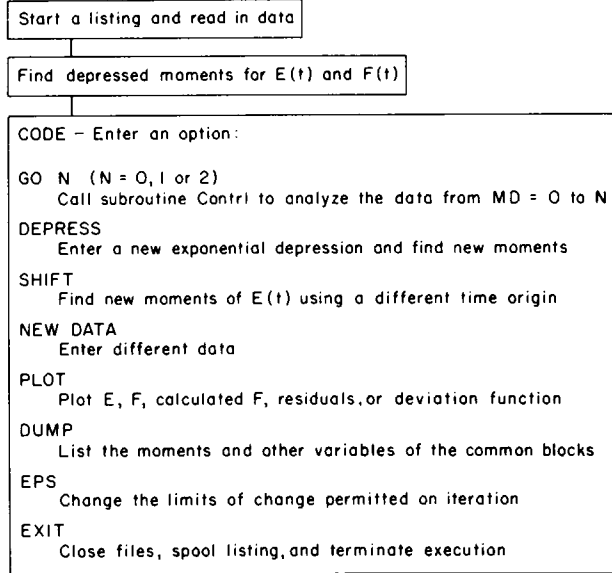 Start a listing and read in data
Find depressed moments for E(t) and F(t)
CODE – Enter an option:
GO N (N = 0, 1 or 2)
Call subroutine Contrl to analyze the data from MD = 0 to N
DEPRESS
Enter a new exponential depression and find new moments
SHIFT
Find new moments of E(t) using a different time origin
NEW DATA
Enter different data
PLOT
Plot E, F, calculated F, residuals, or deviation function
DUMP
List the moments and other variables of the common blocks
EPS
Change the limits of change permitted on iteration
EXIT
Close files, spool listing, and terminate execution